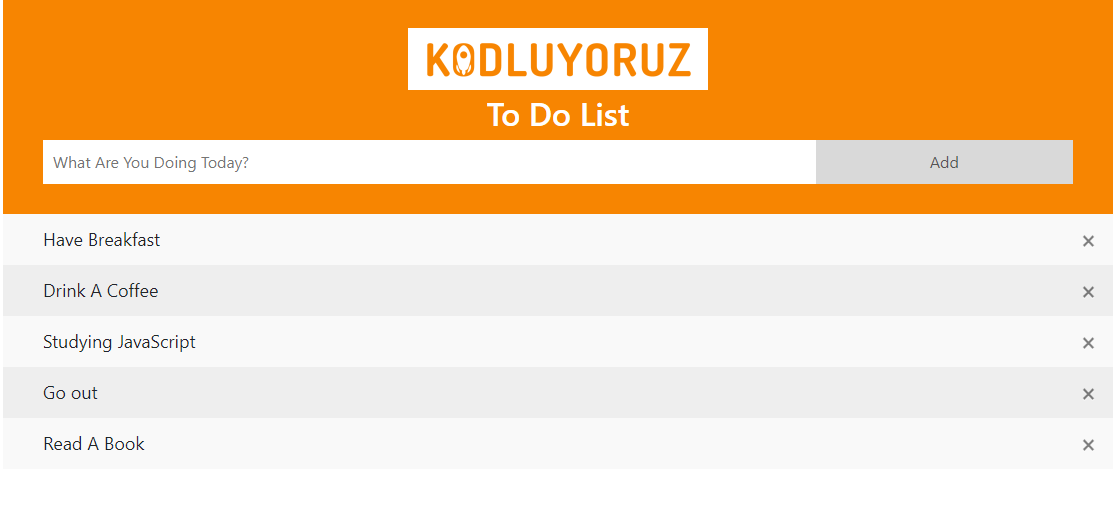 KODLUYORUZ
To Do List
What Are You Doing Today?
Add
Have Breakfast
×
Drink A Coffee
×
Studying JavaScript
×
Go out
×
Read A Book
×